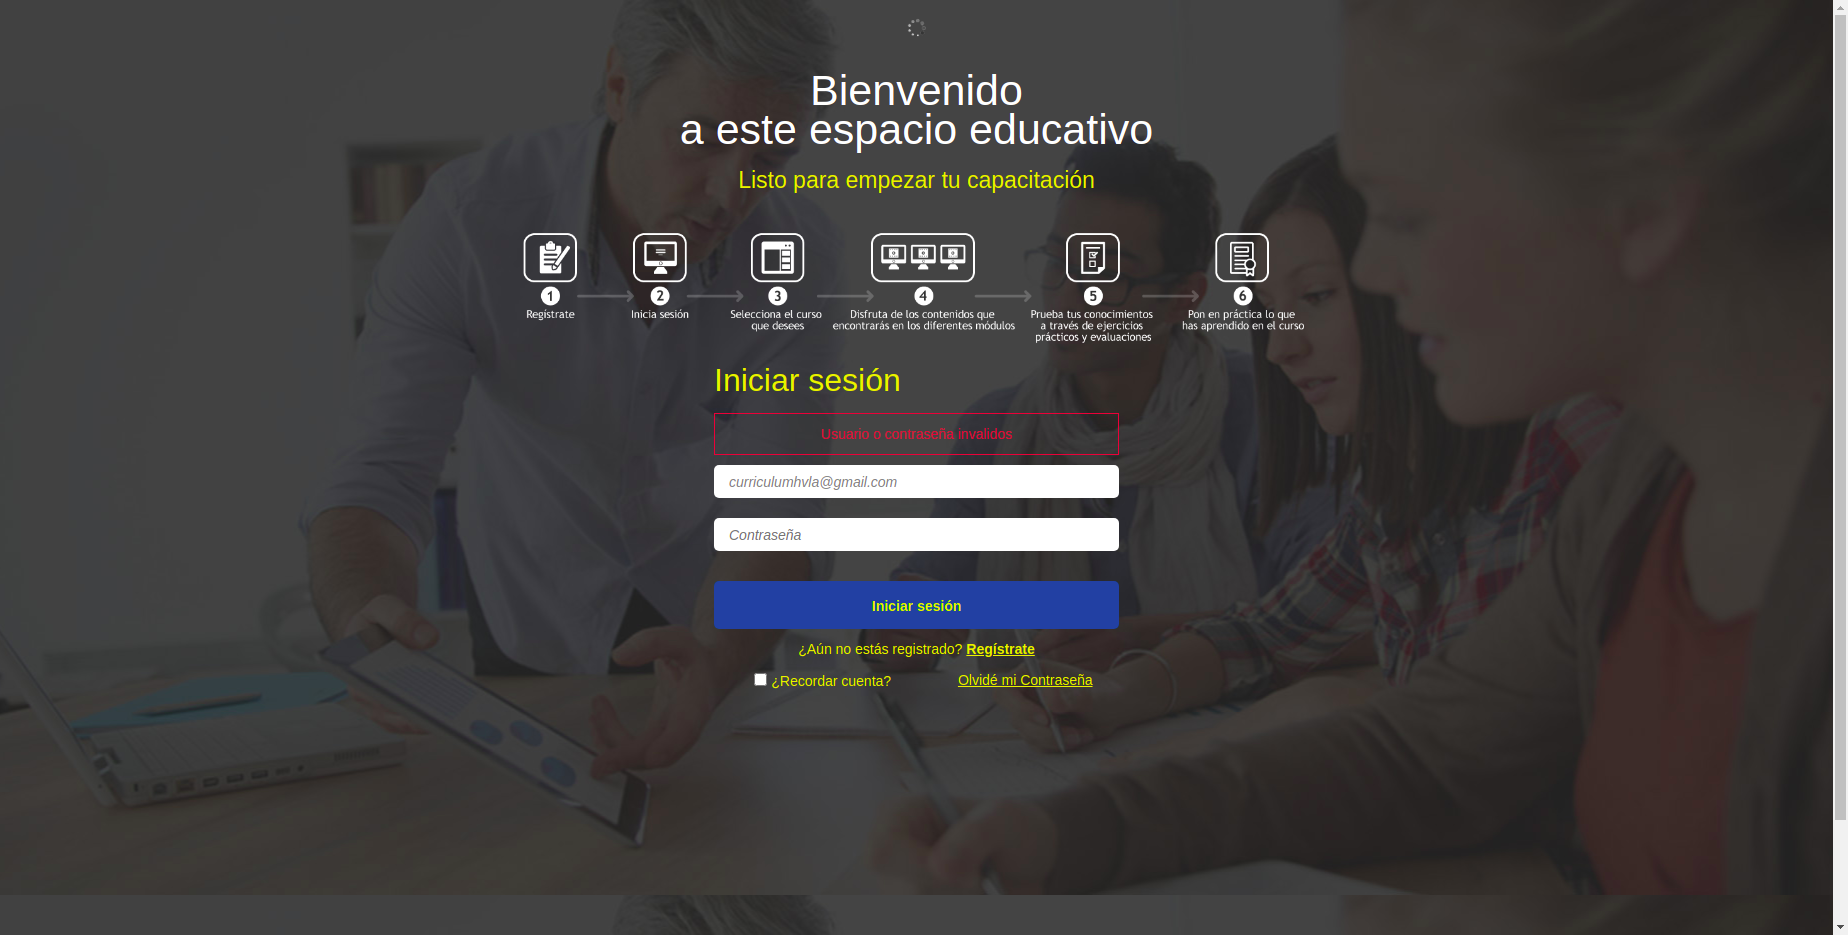 Bienvenido
a este espacio educativo
Listo para empezar tu capacitación
1 2 3 4 5 6
Regístrate
Inicia sesión
Selecciona el curso
que desees
Disfruta de los contenidos que
encontrarás en los diferentes módulos
Prueba tus conocimientos
a través de ejercicios
prácticos y evaluaciones
Pon en práctica lo que
has aprendido en el curso
Iniciar sesión
Usuario o contraseña invalidos
curriculumhvla@gmail.com
Contraseña
Iniciar sesión
¿Aún no estás registrado? Regístrate
¿Recordar cuenta?
Olvidé mi Contraseña